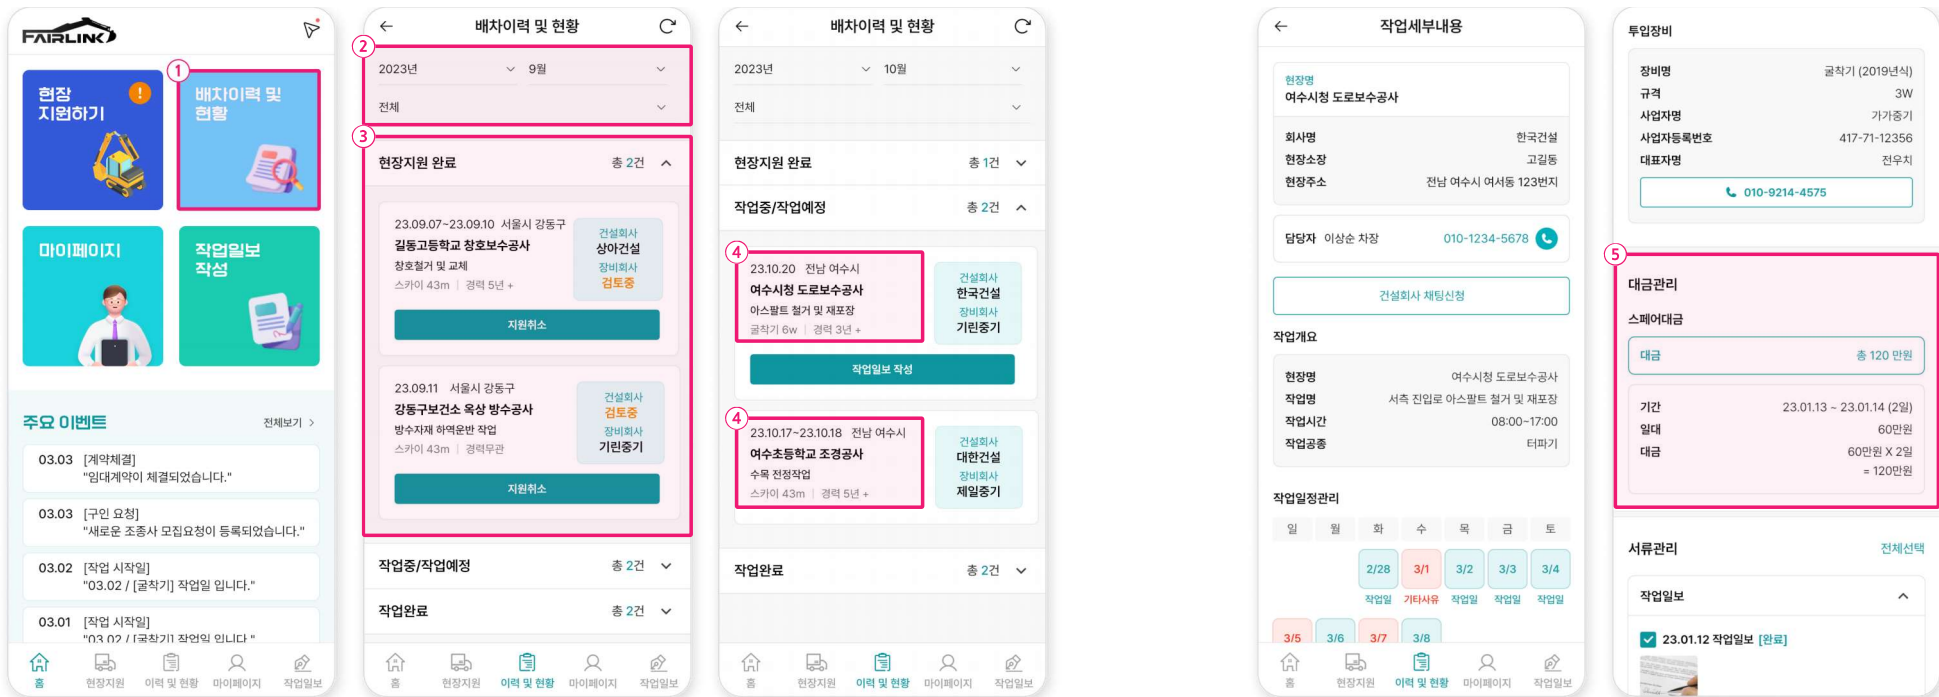 FAIRLINK
①
현장
지원하기
배차이력 및
현황
마이페이지
작업일보
작성
주요 이벤트
전체보기 >
03.03 [계약체결]
"임대계약이 체결되었습니다."
03.03 [구인 요청]
"새로운 조종사 모집요청이 등록되었습니다."
03.02 [작업 시작일]
"03.02 / [굴착기] 작업일 입니다."
03.01 [작업 시작일]
"03.02 / [굴착기] 작업일 입니다."
홈 현장지원 이력 및 현황 마이페이지 작업일보
배차이력 및 현황
②
2023년 9월
전체
③
현장지원 완료 총 2건
23.09.07~23.09.10 서울시 강동구
길동고등학교 창호보수공사
창호철거 및 교체
스카이 43m | 경력 5년 +
건설회사
상아건설
장비회사
검토중
지원취소
23.09.11 서울시 강동구
강동구보건소 옥상 방수공사
방수자재 하역운반 작업
스카이 43m | 경력무관
건설회사
검토중
장비회사
기린중기
지원취소
작업중/작업예정 총 2건
작업완료 총 2건
홈 현장지원 이력 및 현황 마이페이지 작업일보
배차이력 및 현황
2023년 10월
전체
현장지원 완료 총 1건
작업중/작업예정 총 2건
④
23.10.20 전남 여수시
여수시청 도로보수공사
아스팔트 철거 및 재포장
굴착기 6w | 경력 3년 +
건설회사
한국건설
장비회사
기린중기
작업일보 작성
④
23.10.17~23.10.18 전남 여수시
여수초등학교 조경공사
수목 전정작업
스카이 43m | 경력 5년 +
건설회사
대한건설
장비회사
제일중기
작업완료 총 2건
홈 현장지원 이력 및 현황 마이페이지 작업일보
작업세부내용
현장명
여수시청 도로보수공사
회사명 한국건설
현장소장 고길동
현장주소 전남 여수시 여서동 123번지
담당자 이상순 차장 010-1234-5678
건설회사 채팅신청
작업개요
현장명 여수시청 도로보수공사
작업명 서측 진입로 아스팔트 철거 및 재포장
작업시간 08:00~17:00
작업공종 터파기
작업일정관리
일 월 화 수 목 금 토
2/28 3/1 3/2 3/3 3/4
작업일 기타사유 작업일 작업일 작업일
3/5 3/6 3/7 3/8
홈 현장지원 이력 및 현황 마이페이지 작업일보
투입장비
장비명 굴착기 (2019년식)
규격 3W
사업자명 가가중기
사업자등록번호 417-71-12356
대표자명 전우치
010-9214-4575
⑤
대금관리
스페어대금
대금 총 120 만원
기간 23.01.13 ~ 23.01.14 (2일)
일대 60만원
대금 60만원 X 2일
= 120만원
서류관리 전체선택
작업일보
23.01.12 작업일보 [완료]